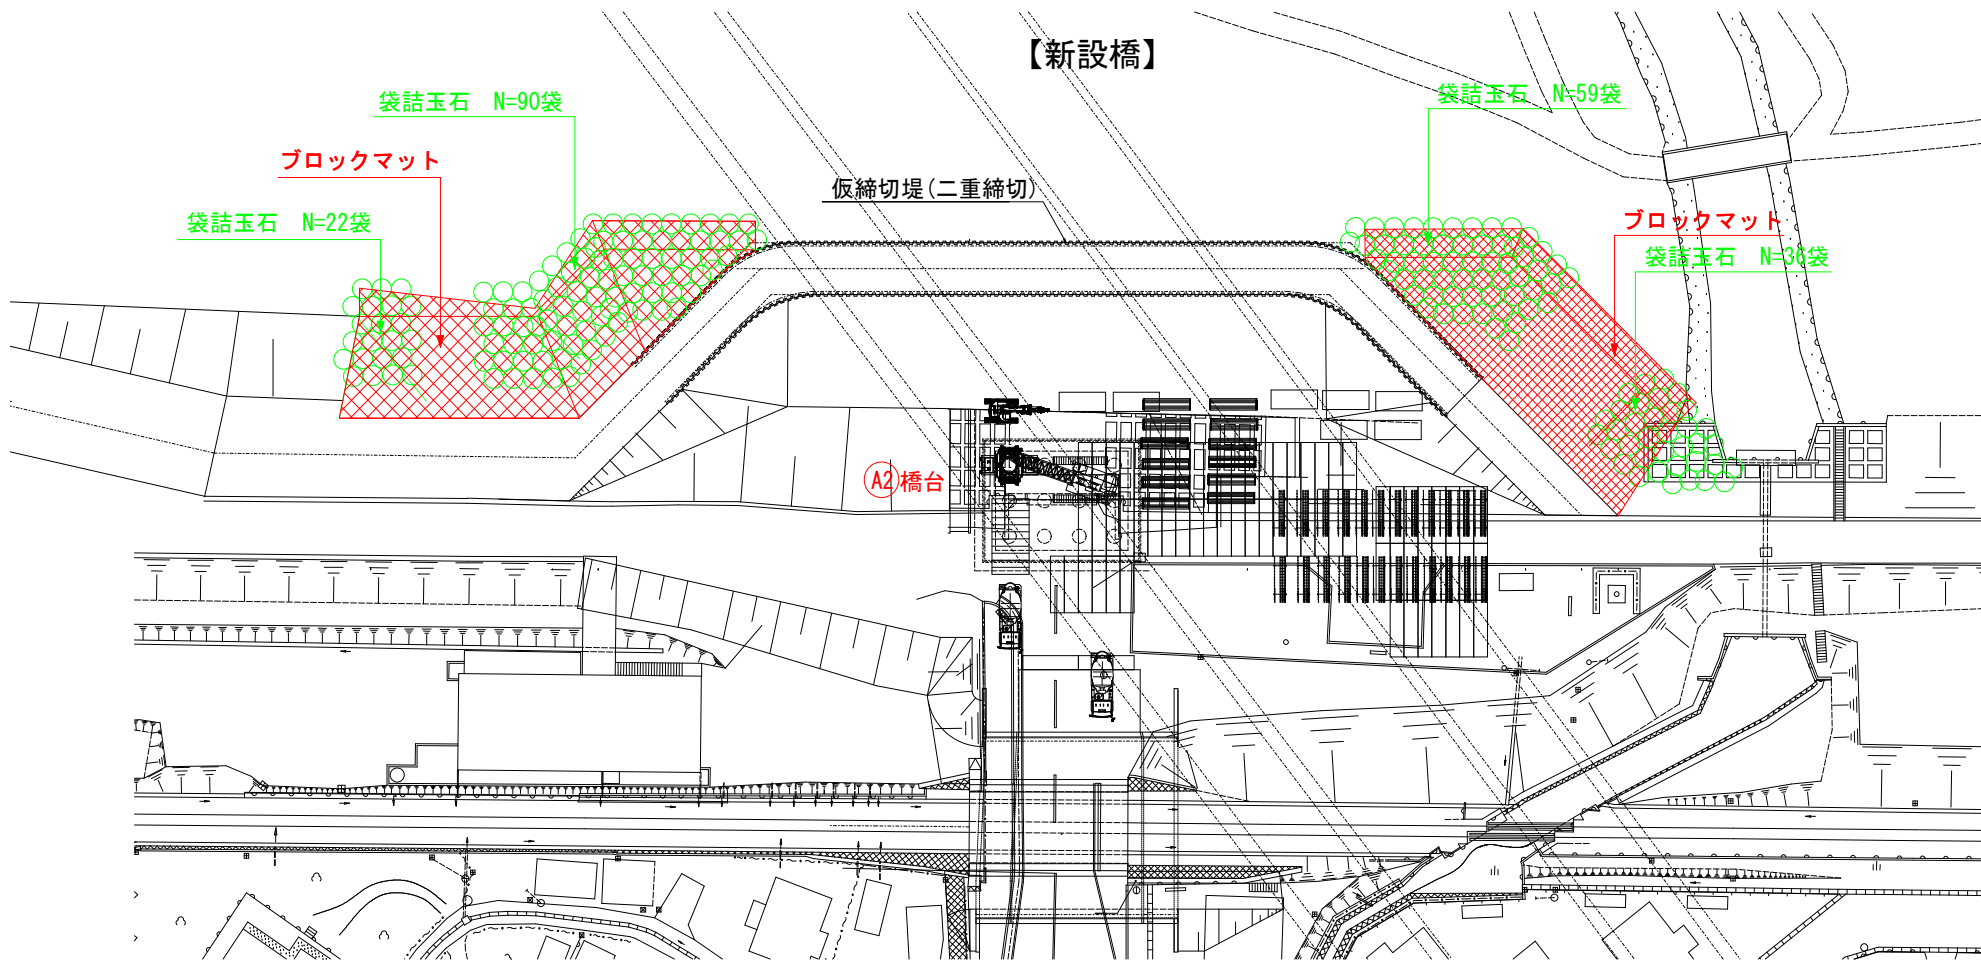 【新設橋】
袋詰玉石 N=90袋
袋詰玉石 N=59袋
ブロックマット
仮締切堤(二重締切)
袋詰玉石 N=22袋
ブロックマット
袋詰玉石 N=36袋
A2橋台